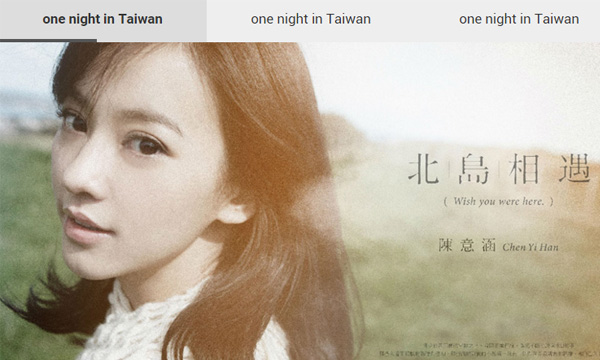 one night in Taiwan
one night in Taiwan
one night in Taiwan
北島相遇
( Wish you were here. )
陳意涵 Chen Yi Han